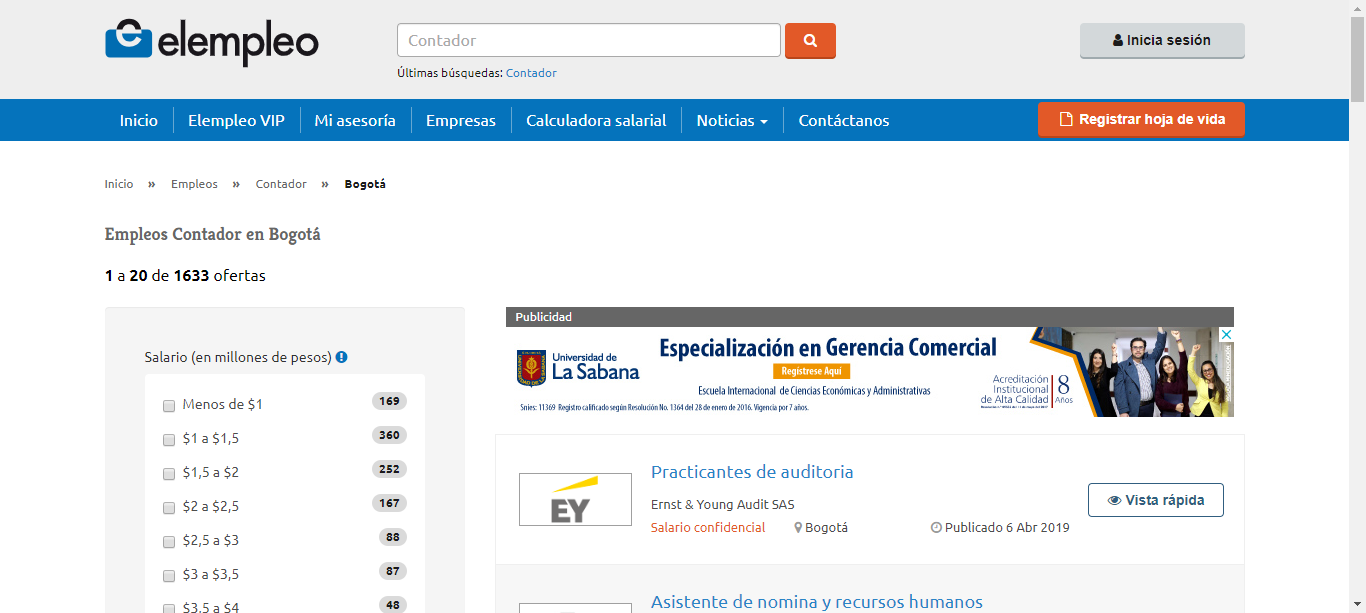 elempleo
Contador
Últimas búsquedas: Contador
Inicia sesión
Inicio Elempleo VIP Mi asesoría Empresas Calculadora salarial Noticias Contáctanos
Registrar hoja de vida
Inicio » Empleos » Contador » Bogotá
Empleos Contador en Bogotá
1 a 20 de 1633 ofertas
Salario (en millones de pesos)
Menos de $1 169
$1 a $1,5 360
$1,5 a $2 252
$2 a $2,5 167
$2,5 a $3 88
$3 a $3,5 87
$3,5 a $4 48
Publicidad
Universidad de
La Sabana
Especialización en Gerencia Comercial
Regístrese Aquí
Escuela Internacional de Ciencias Económicas y Administrativas
Snies: 11369 Registro calificado según Resolución No. 1364 del 28 de enero de 2016. Vigencia por 7 años.
Acreditación
Institucional
de Alta Calidad
8
Años
Practicantes de auditoria
EY
Ernst & Young Audit SAS
Salario confidencial Bogotá Publicado 6 Abr 2019
Vista rápida
Asistente de nomina y recursos humanos